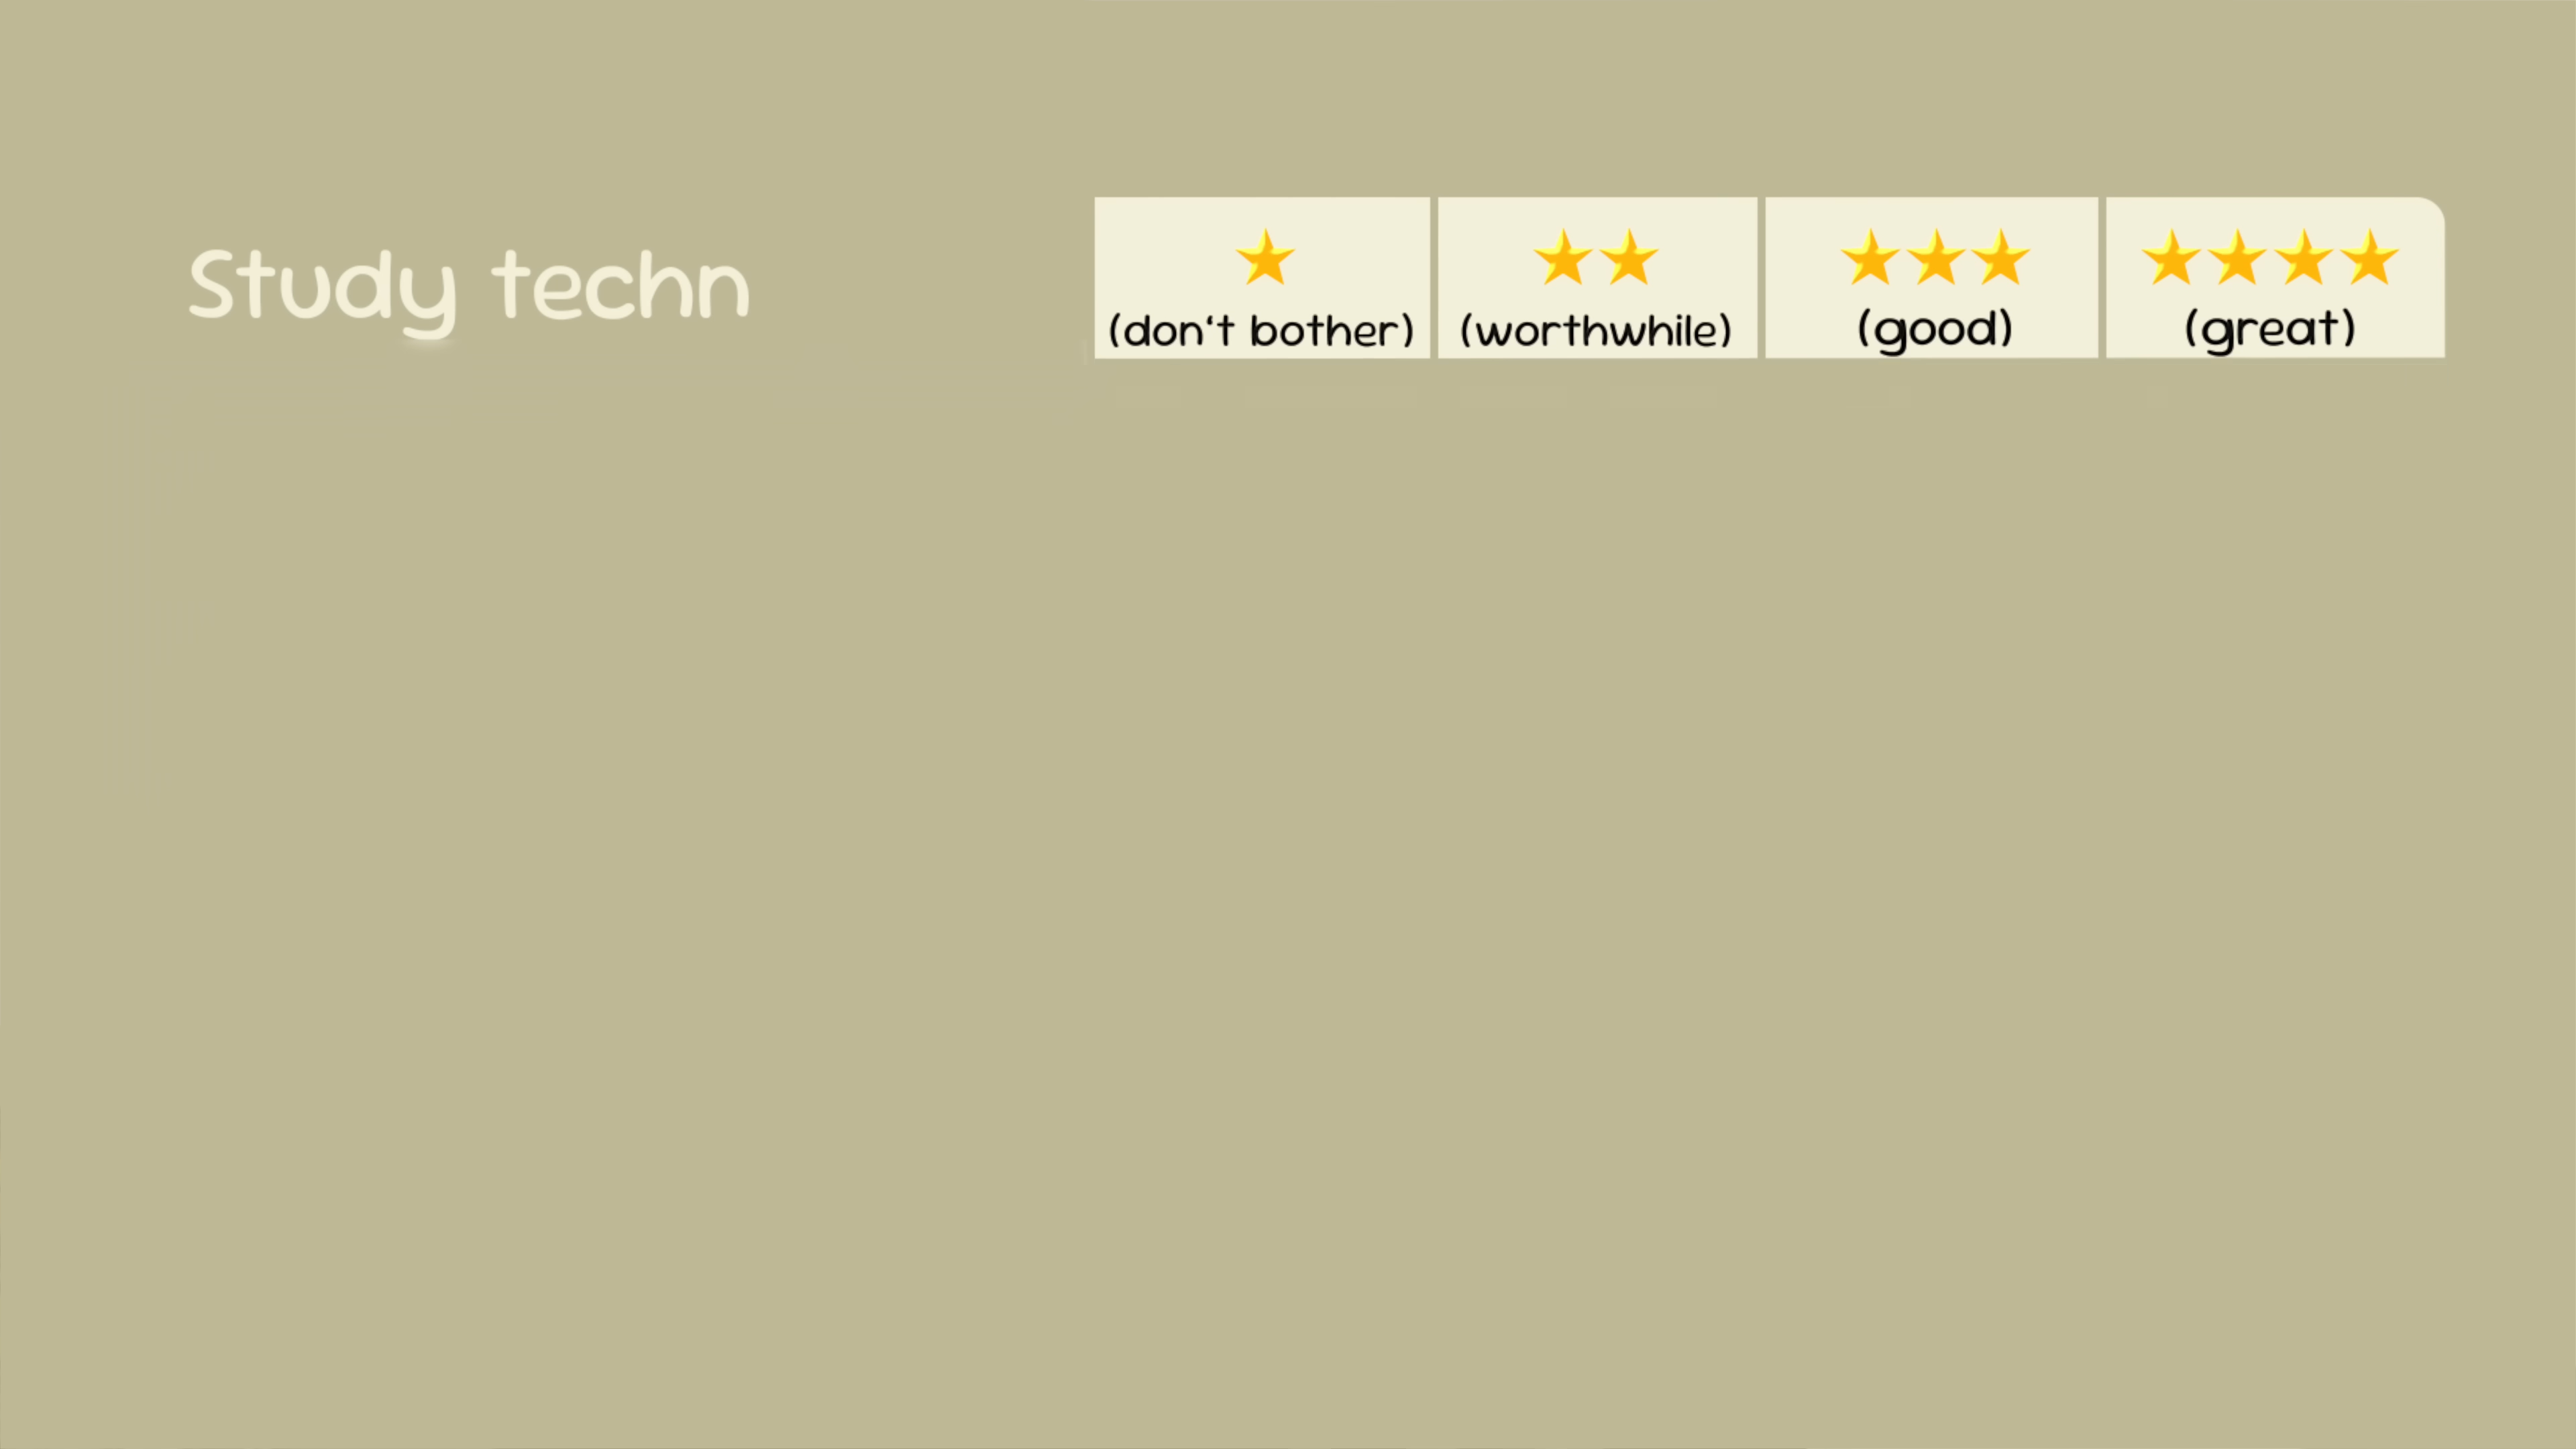 Study techn
⭐ ⭐⭐ ⭐⭐⭐ ⭐⭐⭐⭐
(don‘t bother) (worthwhile) (good) (great)